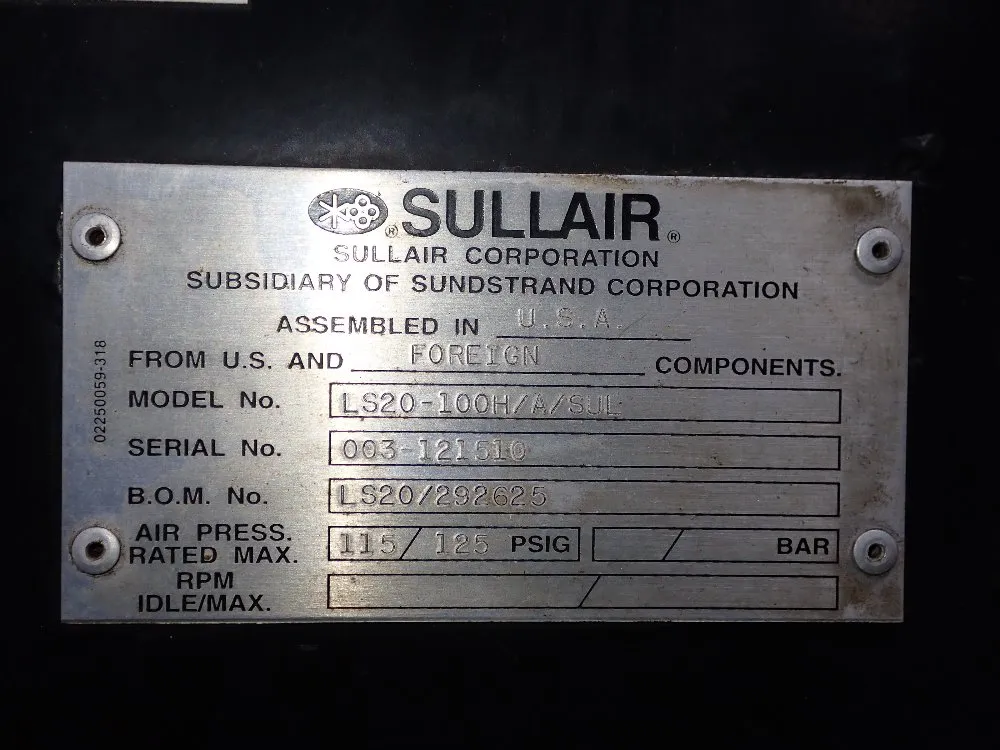 ® SULLAIR ®
SULLAIR CORPORATION
SUBSIDIARY OF SUNDSTRAND CORPORATION
ASSEMBLED IN U.S.A.
FROM U.S. AND FOREIGN COMPONENTS.
MODEL No. LS20-100H/A/SUL
SERIAL No. 003-121510
B.O.M. No. LS20/292625
AIR PRESS.
RATED MAX. 115/ 125 PSIG / BAR
RPM
IDLE/MAX. /
02250059-318